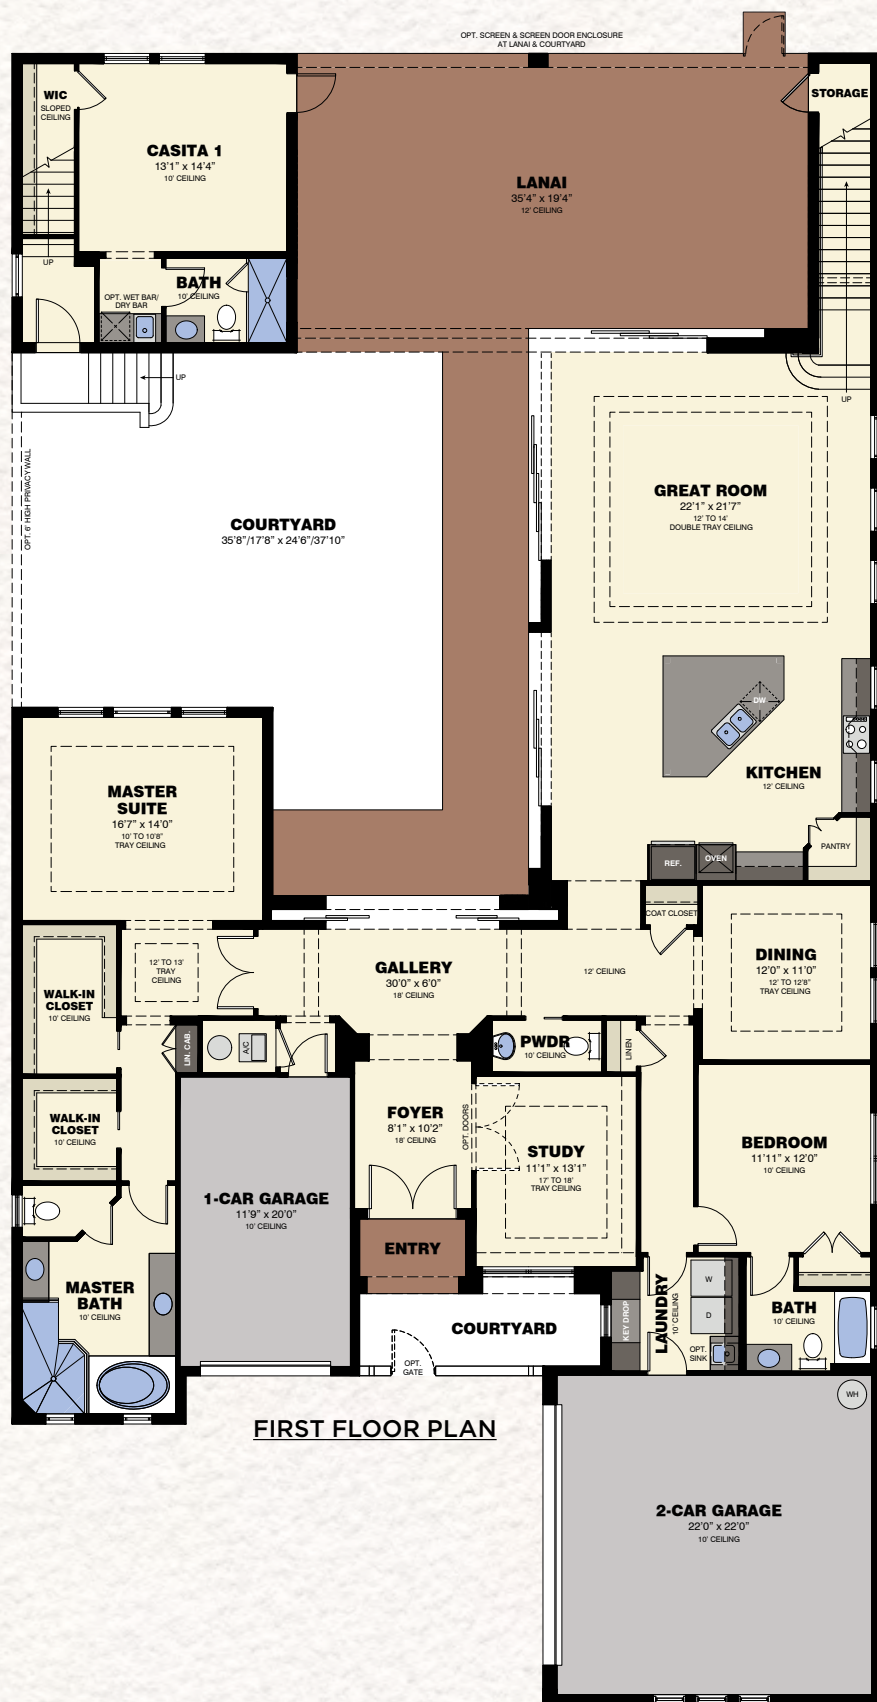 OPT. SCREEN & SCREEN DOOR ENCLOSURE
AT LANAI & COURTYARD
WIC
SLOPED
CEILING
CASITA 1
13'1" x 14'4"
10' CEILING
STORAGE
LANAI
35'4" x 19'4"
12' CEILING
UP
BATH
10' CEILING
OPT. WET BAR/
DRY BAR
UP
UP
OPT. 6' HIGH PRIVACY WALL
COURTYARD
35'8"/17'8" x 24'6"/37'10"
GREAT ROOM
22'1" x 21'7"
12' TO 14'
DOUBLE TRAY CEILING
DW
KITCHEN
12' CEILING
PANTRY
REF.
OVEN
MASTER
SUITE
16'7" x 14'0"
10' TO 10'8"
TRAY CEILING
COAT CLOSET
12' TO 13'
TRAY
CEILING
GALLERY
30'0" x 6'0"
18' CEILING
12' CEILING
DINING
12'0" x 11'0"
12' TO 12'8"
TRAY CEILING
WALK-IN
CLOSET
10' CEILING
LIN. CAB.
A/C
PWDR
10' CEILING
LINEN
WALK-IN
CLOSET
10' CEILING
FOYER
8'1" x 10'2"
18' CEILING
OPT. DOORS
STUDY
11'1" x 13'1"
17' TO 18'
TRAY CEILING
BEDROOM
11'11" x 12'0"
10' CEILING
1-CAR GARAGE
11'9" x 20'0"
10' CEILING
ENTRY
MASTER
BATH
10' CEILING
COURTYARD
OPT.
GATE
KEY DROP
LAUNDRY
10' CEILING
W
D
OPT.
SINK
BATH
10' CEILING
WH
FIRST FLOOR PLAN
2-CAR GARAGE
22'0" x 22'0"
10' CEILING